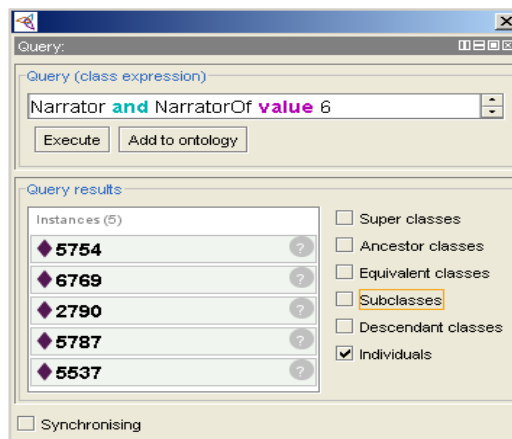 Query:
Query (class expression)
Narrator and NarratorOf value 6
Execute Add to ontology
Query results
Instances (5)
5754 ?
6769 ?
2790 ?
5787 ?
5537 ?
Super classes
Ancestor classes
Equivalent classes
Subclasses
Descendant classes
Individuals
Synchronising